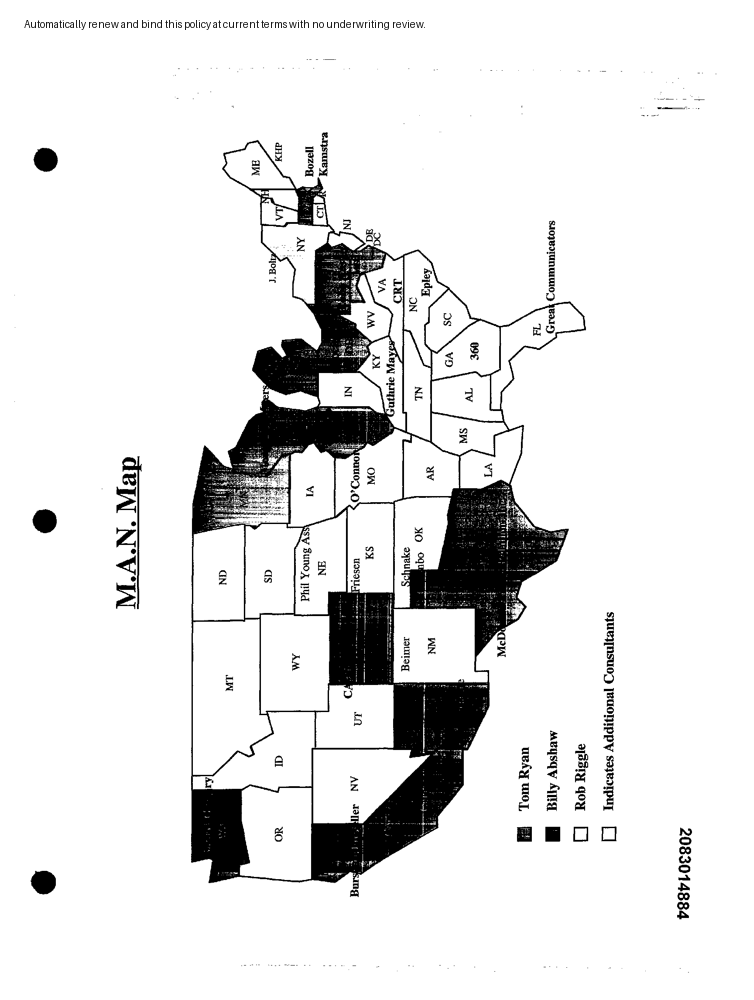 Automatically renew and bind this policy at current terms with no underwriting review.
M.A.N. Map
ME
KHP
NH
VT
Bozell
Kamstra
CT
NY
NJ
J. Bohn
DE
DC
VA
CRT
WV
NC
Epley
SC
KY
Guthrie Mayes
GA
360
FL
Great Communicators
IN
TN
AL
MS
IA
O'Connor
MO
AR
LA
ND
SD
Phil Young Ass
NE
Friesen
KS
Schnake
OK
MT
WY
Beimer
NM
UT
ID
NV
OR
Tom Ryan
Billy Abshaw
Rob Riggle
Indicates Additional Consultants
2083014884